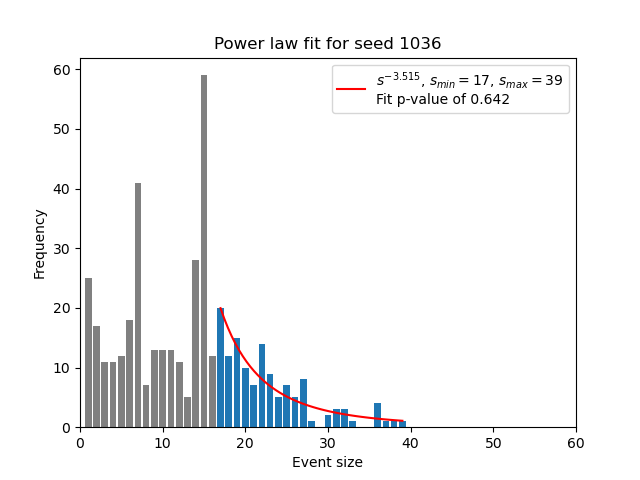 Power law fit for seed 1036
s^{-3.515}, s_{min} = 17, s_{max} = 39
Fit p-value of 0.642
Frequency
60
50
40
30
20
10
0
0 10 20 30 40 50 60
Event size